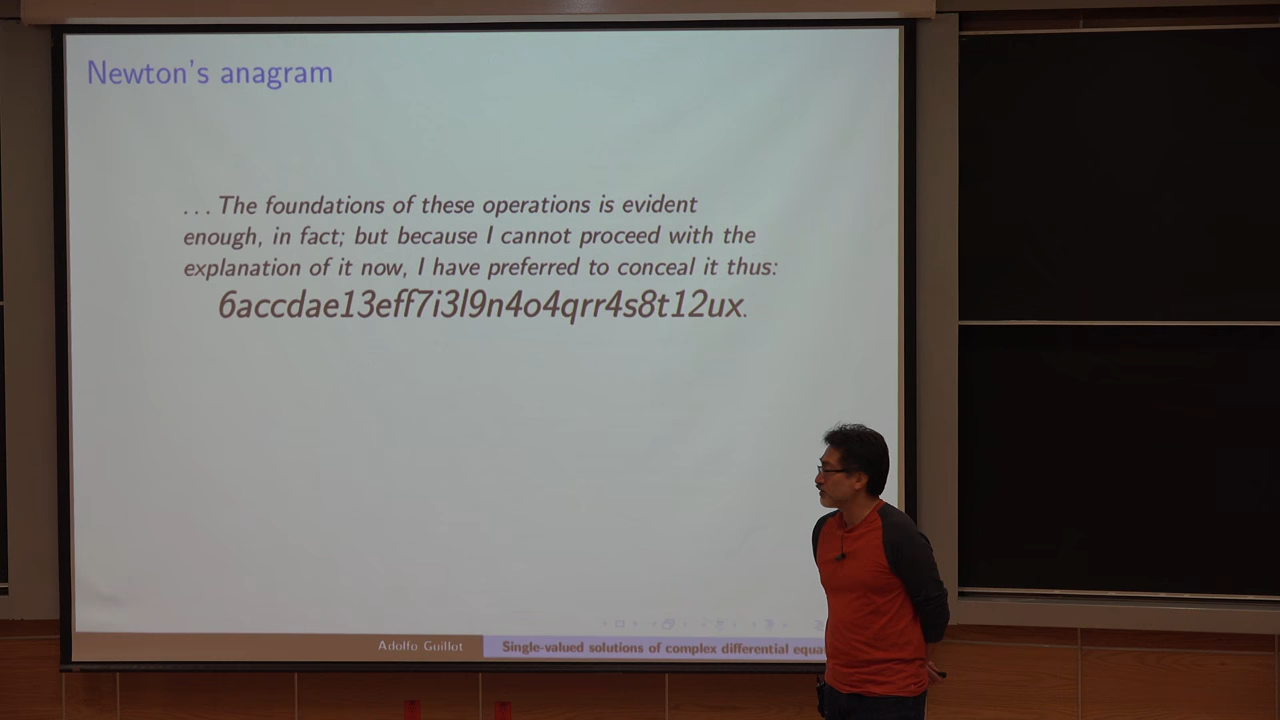 Newton's anagram
... The foundations of these operations is evident
enough, in fact; but because I cannot proceed with the
explanation of it now, I have preferred to conceal it thus:
6accdae13eff7i3l9n4o4qrr4s8t12ux.
Adolfo Guillot
Single-valued solutions of complex differential equa